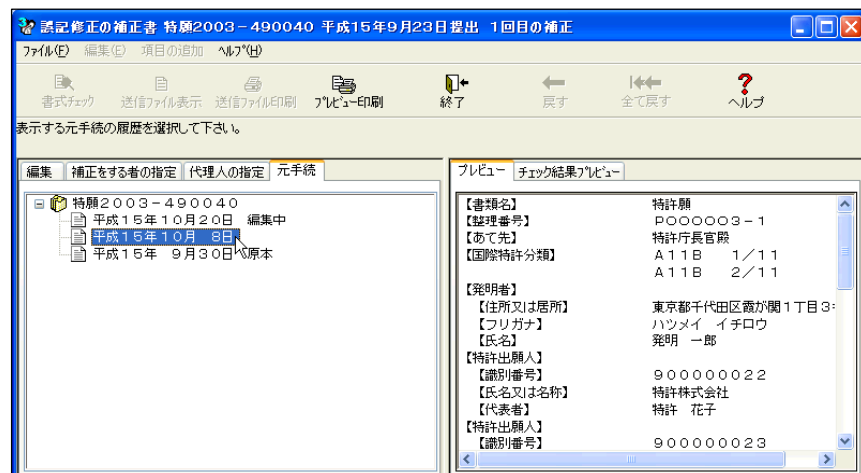 誤記修正の補正書 特願2003－490040 平成15年9月23日提出 1回目の補正
ファイル(F) 編集(E) 項目の追加 ヘルプ(H)
書式チェック 送信ファイル表示 送信ファイル印刷 プレビュー印刷 終了 戻す 全て戻す ヘルプ
表示する元手続の履歴を選択して下さい。
編集 補正をする者の指定 代理人の指定 元手続
特願２００３－４９００４０
平成１５年１０月２０日 編集中
平成１５年１０月 ８日
平成１５年 ９月３０日 原本
プレビュー チェック結果プレビュー
【書類名】 特許願
【整理番号】 Ｐ０００００３－１
【あて先】 特許庁長官殿
【国際特許分類】 Ａ１１Ｂ 1／１１
Ａ１１Ｂ 2／１１
【発明者】
【住所又は居所】 東京都千代田区霞が関１丁目３
【フリガナ】 ハツメイ イチロウ
【氏名】 発明 一郎
【特許出願人】
【識別番号】 ９００００００２２
【氏名又は名称】 特許株式会社
【代表者】 特許 花子
【特許出願人】
【識別番号】 ９００００００２３